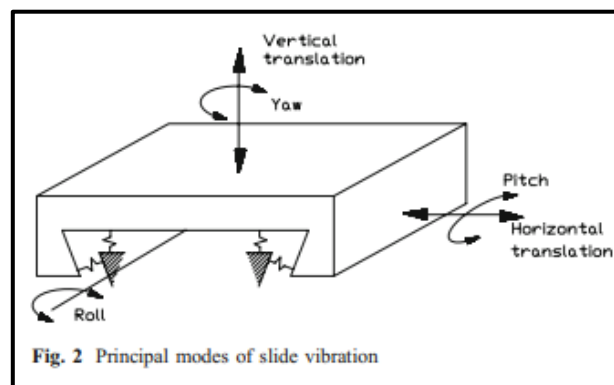 Vertical
translation
Yaw
Pitch
Horizontal
translation
Roll
Fig. 2 Principal modes of slide vibration